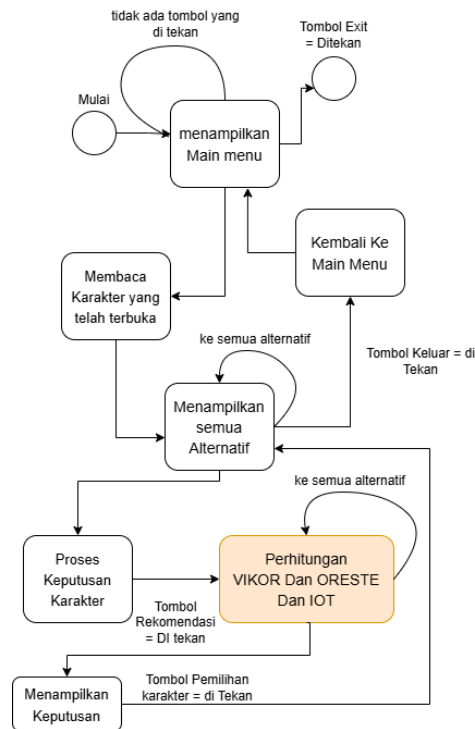 tidak ada tombol yang
di tekan
Tombol Exit
= Ditekan
Mulai
menampilkan
Main menu
Kembali Ke
Main Menu
Membaca
Karakter yang
telah terbuka
ke semua alternatif
Tombol Keluar = di
Tekan
Menampilkan
semua
Alternatif
ke semua alternatif
Proses
Keputusan
Karakter
Perhitungan
VIKOR Dan ORESTE
Dan IOT
Tombol
Rekomendasi
= DI tekan
Tombol Pemilihan
karakter = di Tekan
Menampilkan
Keputusan